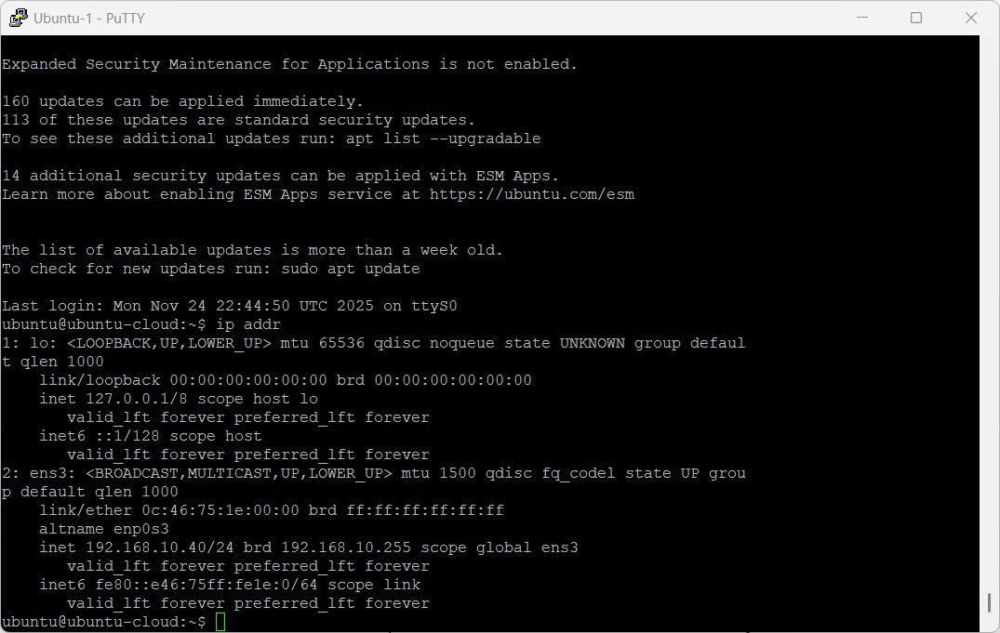 Ubuntu-1 - PuTTY
Expanded Security Maintenance for Applications is not enabled.
160 updates can be applied immediately.
113 of these updates are standard security updates.
To see these additional updates run: apt list --upgradable
14 additional security updates can be applied with ESM Apps.
Learn more about enabling ESM Apps service at https://ubuntu.com/esm
The list of available updates is more than a week old.
To check for new updates run: sudo apt update
Last login: Mon Nov 24 22:44:50 UTC 2025 on ttyS0
ubuntu@ubuntu-cloud:~$ ip addr
1: lo: <LOOPBACK,UP,LOWER_UP> mtu 65536 qdisc noqueue state UNKNOWN group defaul
t qlen 1000
    link/loopback 00:00:00:00:00:00 brd 00:00:00:00:00:00
    inet 127.0.0.1/8 scope host lo
       valid_lft forever preferred_lft forever
    inet6 ::1/128 scope host
       valid_lft forever preferred_lft forever
2: ens3: <BROADCAST,MULTICAST,UP,LOWER_UP> mtu 1500 qdisc fq_codel state UP grou
p default qlen 1000
    link/ether 0c:46:75:1e:00:00 brd ff:ff:ff:ff:ff:ff
    altname enp0s3
    inet 192.168.10.40/24 brd 192.168.10.255 scope global ens3
       valid_lft forever preferred_lft forever
    inet6 fe80::e46:75ff:fe1e:0/64 scope link
       valid_lft forever preferred_lft forever
ubuntu@ubuntu-cloud:~$